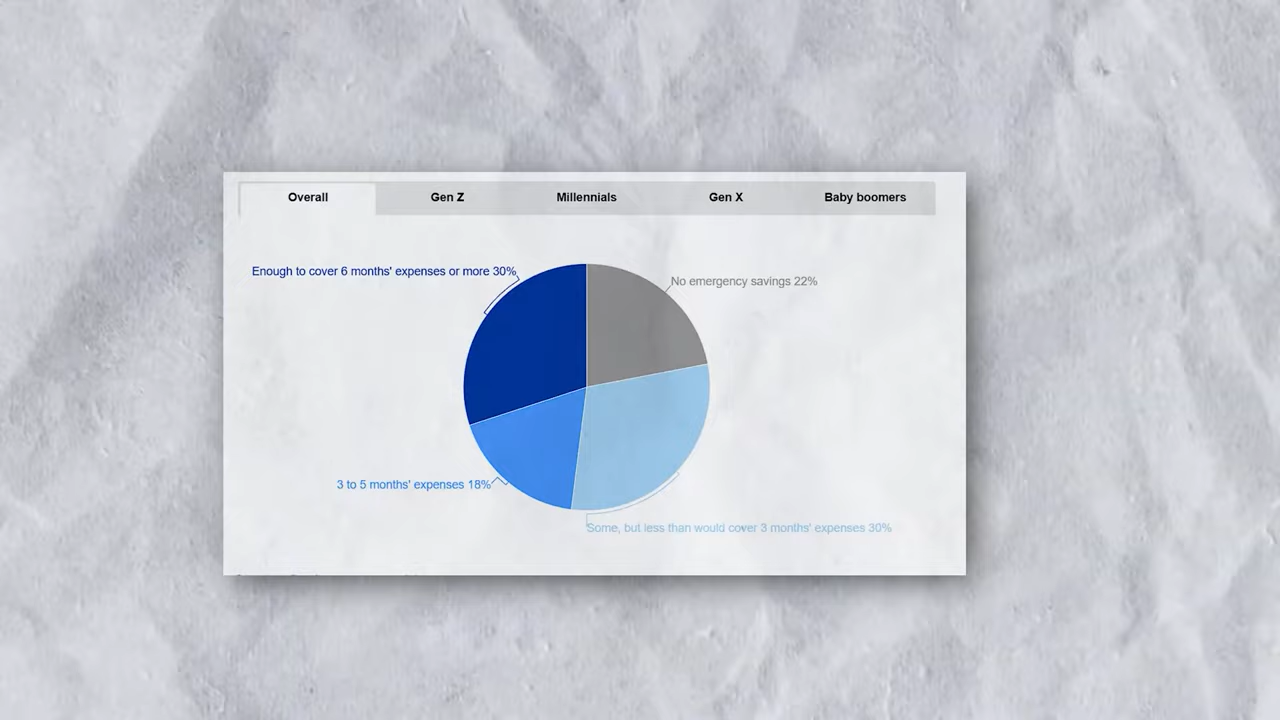 Overall
Gen Z
Millennials
Gen X
Baby boomers
Enough to cover 6 months' expenses or more 30%
No emergency savings 22%
3 to 5 months' expenses 18%
Some, but less than would cover 3 months' expenses 30%